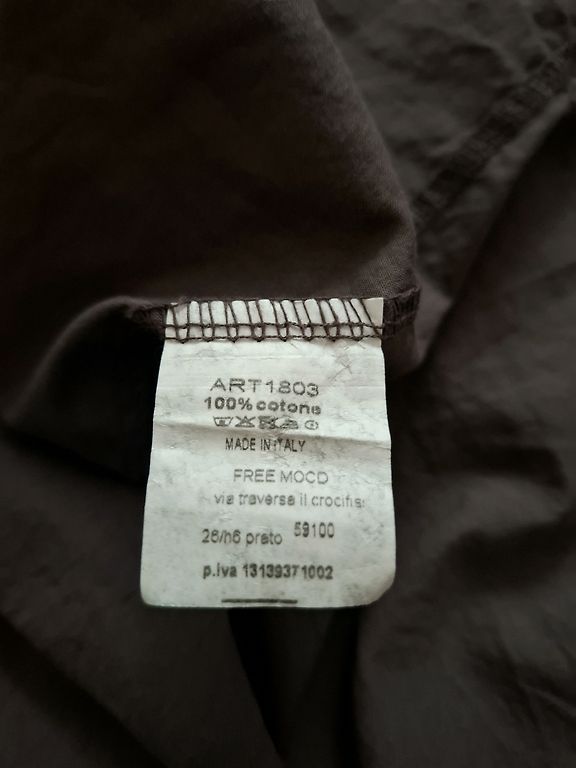 ART1803
100% cotone
MADE IN ITALY
FREE MOCD
via traversa il crocifis
26/h6 prato 59100
p.iva 13139371002